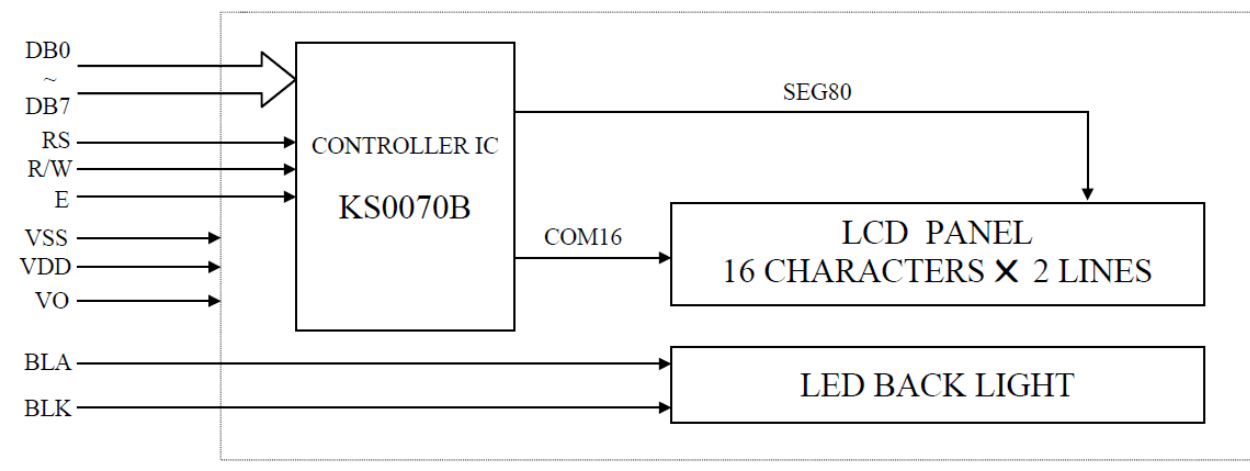 DB0
~
DB7
RS
R/W
E
VSS
VDD
VO
BLA
BLK
CONTROLLER IC
KS0070B
SEG80
COM16
LCD PANEL
16 CHARACTERS X 2 LINES
LED BACK LIGHT